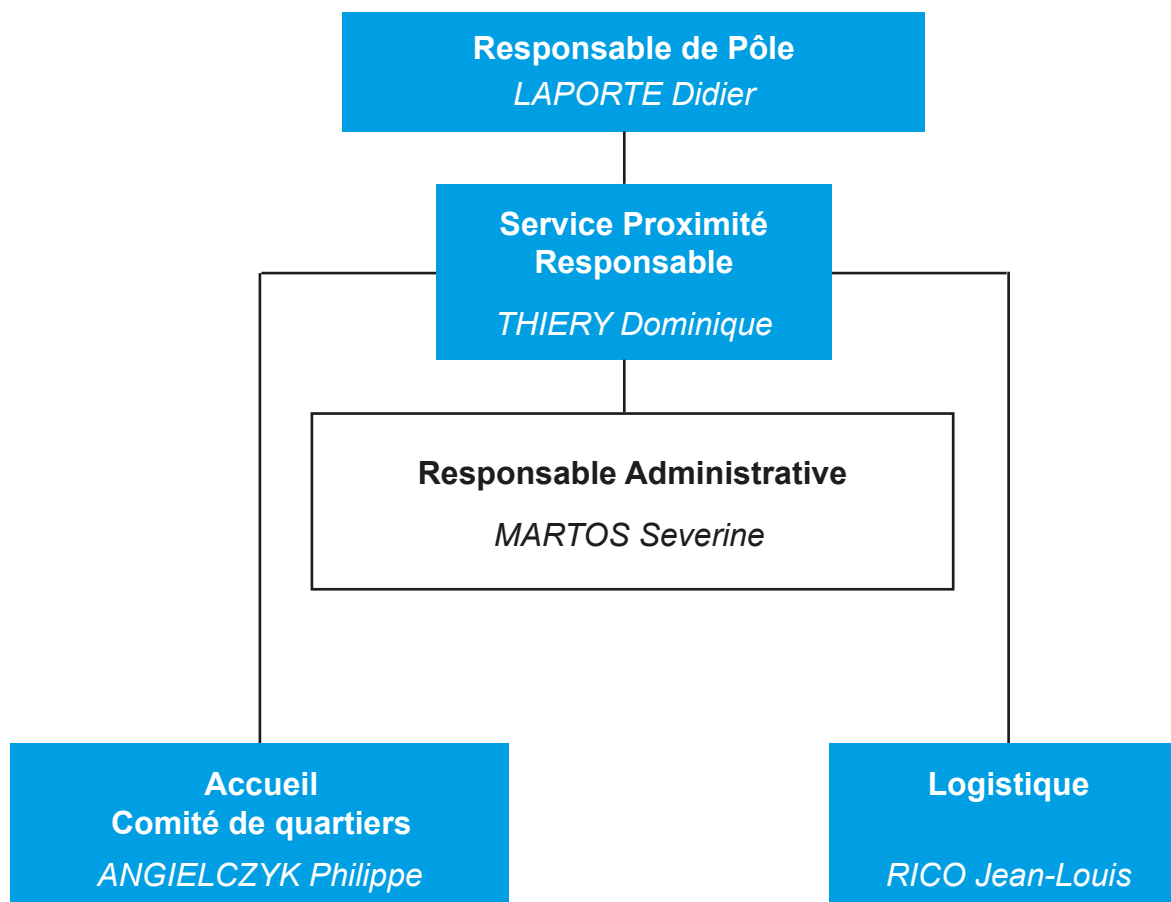 Responsable de Pôle
LAPORTE Didier
Service Proximité
Responsable
THIERY Dominique
Responsable Administrative
MARTOS Severine
Accueil
Comité de quartiers
ANGIELCZYK Philippe
Logistique
RICO Jean-Louis